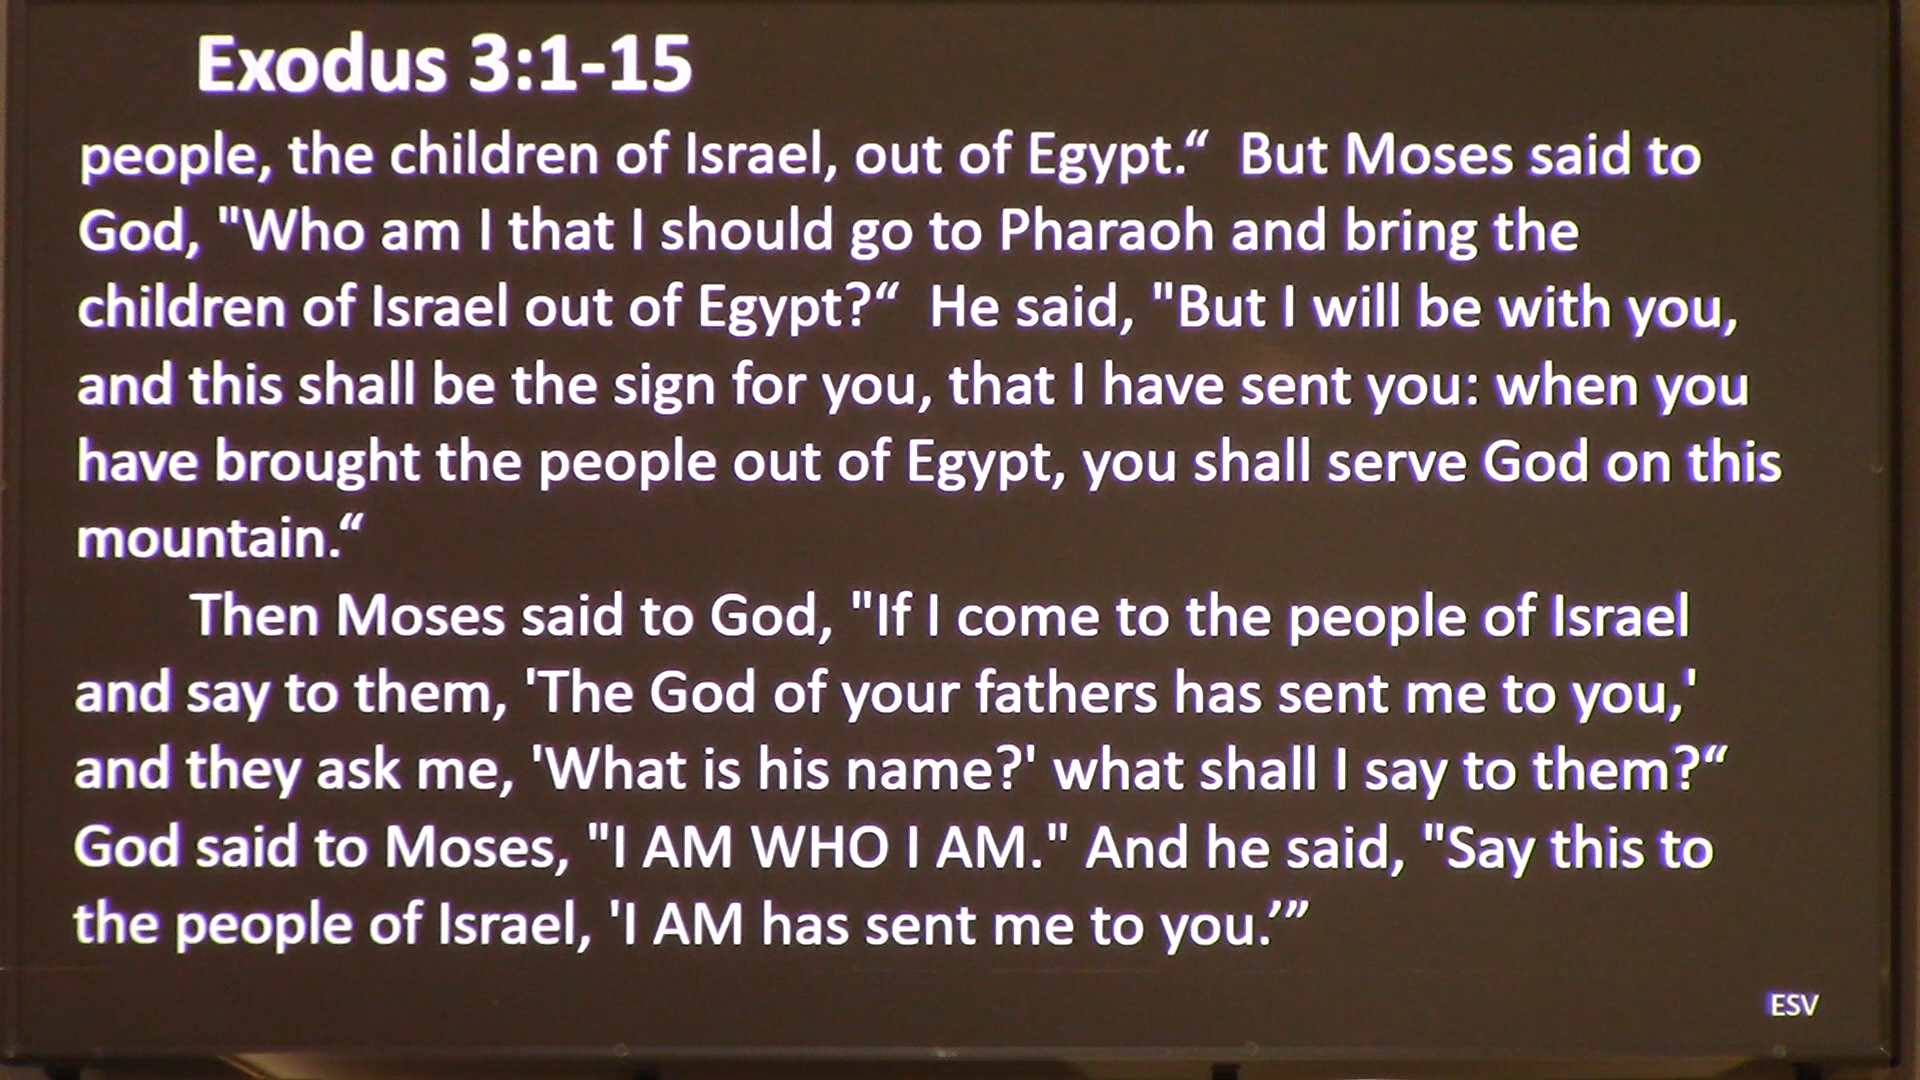 Exodus 3:1-15
people, the children of Israel, out of Egypt.“  But Moses said to
God, "Who am I that I should go to Pharaoh and bring the
children of Israel out of Egypt?“  He said, "But I will be with you,
and this shall be the sign for you, that I have sent you: when you
have brought the people out of Egypt, you shall serve God on this
mountain.“
Then Moses said to God, "If I come to the people of Israel
and say to them, 'The God of your fathers has sent me to you,'
and they ask me, 'What is his name?' what shall I say to them?“
God said to Moses, "I AM WHO I AM." And he said, "Say this to
the people of Israel, 'I AM has sent me to you.’”
ESV